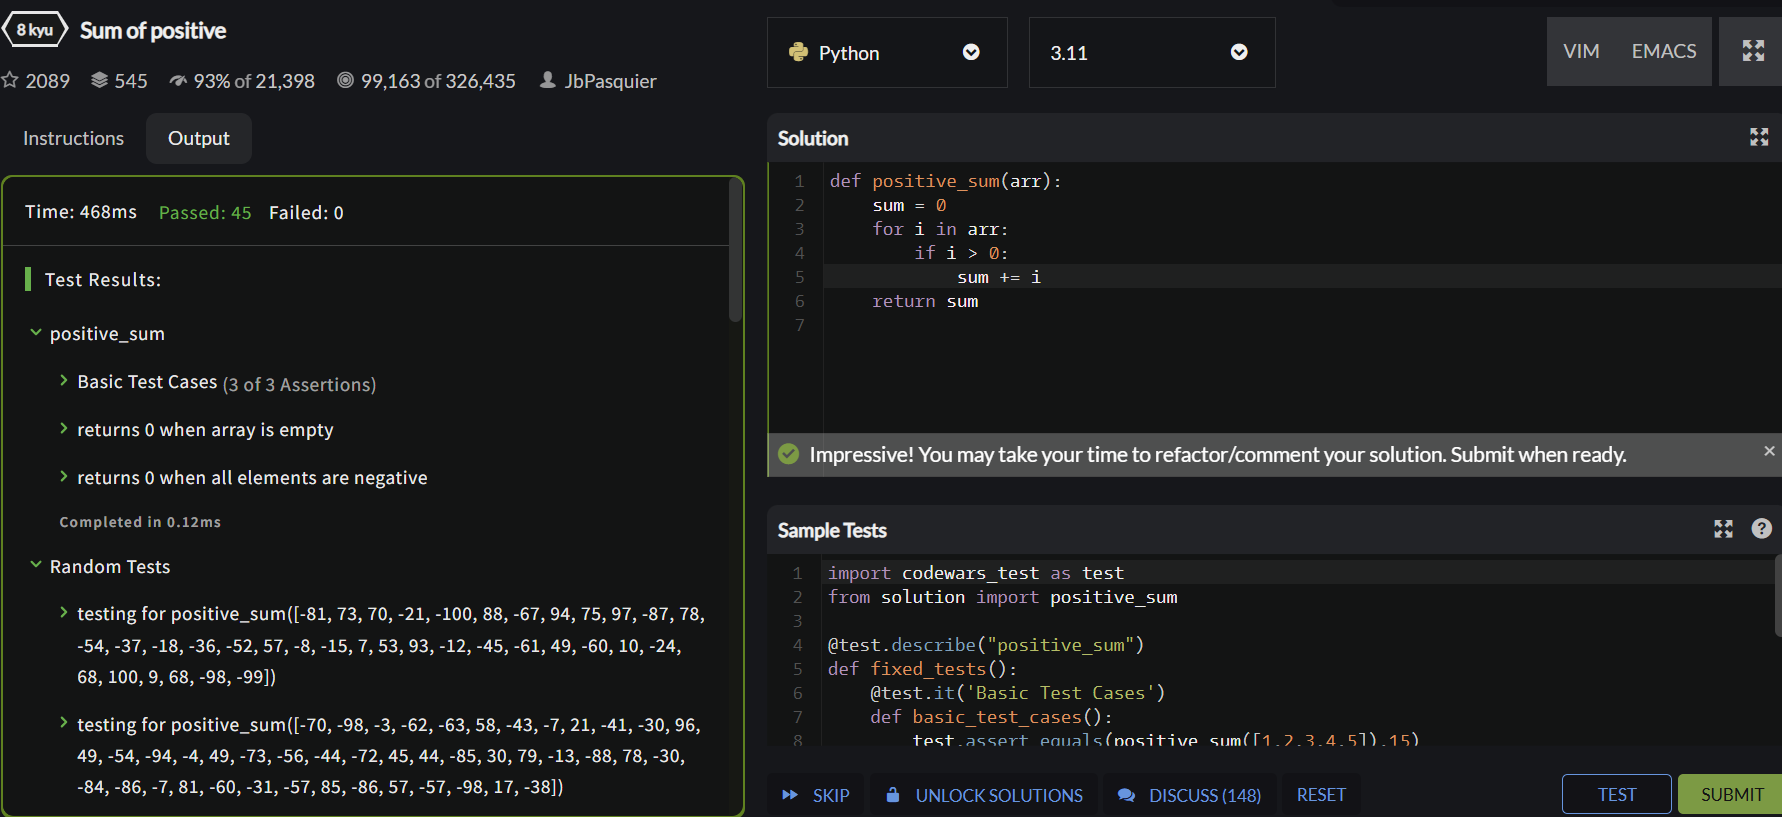 8 kyu Sum of positive
2089 545 93% of 21,398 99,163 of 326,435 JbPasquier
Instructions Output
Time: 468ms Passed: 45 Failed: 0
Test Results:
positive_sum
Basic Test Cases (3 of 3 Assertions)
returns 0 when array is empty
returns 0 when all elements are negative
Completed in 0.12ms
Random Tests
testing for positive_sum([-81, 73, 70, -21, -100, 88, -67, 94, 75, 97, -87, 78,
-54, -37, -18, -36, -52, 57, -8, -15, 7, 53, 93, -12, -45, -61, 49, -60, 10, -24,
68, 100, 9, 68, -98, -99])
testing for positive_sum([-70, -98, -3, -62, -63, 58, -43, -7, 21, -41, -30, 96,
49, -54, -94, -4, 49, -73, -56, -44, -72, 45, 44, -85, 30, 79, -13, -88, 78, -30,
-84, -86, -7, 81, -60, -31, -57, 85, -86, 57, -57, -98, 17, -38])
Python 3.11 VIM EMACS
Solution
1 def positive_sum(arr):
2     sum = 0
3     for i in arr:
4         if i > 0:
5             sum += i
6     return sum
7
Impressive! You may take your time to refactor/comment your solution. Submit when ready. ×
Sample Tests ?
1 import codewars_test as test
2 from solution import positive_sum
3
4 @test.describe("positive_sum")
5 def fixed_tests():
6     @test.it('Basic Test Cases')
7     def basic_test_cases():
8         test.assert_equals(positive_sum([1,2,3,4,5]),15)
SKIP UNLOCK SOLUTIONS DISCUSS (148) RESET TEST SUBMIT